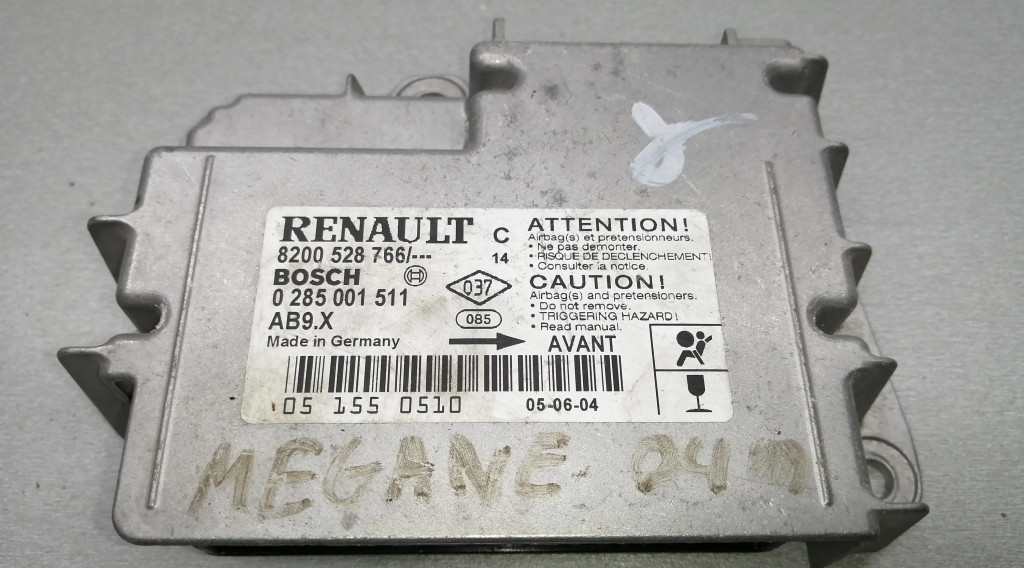 RENAULT
8200 528 766/---
BOSCH
0 285 001 511
AB9.X
Made in Germany
C
14
037
085
ATTENTION!
Airbag(s) et pretensionneurs.
• Ne pas demonter.
• RISQUE DE DECLENCHEMENT!
• Consulter la notice.
CAUTION!
Airbag(s) and pretensioners.
• Do not remove.
• TRIGGERING HAZARD!
• Read manual.
AVANT
05 155 0510
05-06-04
MEGANE 04